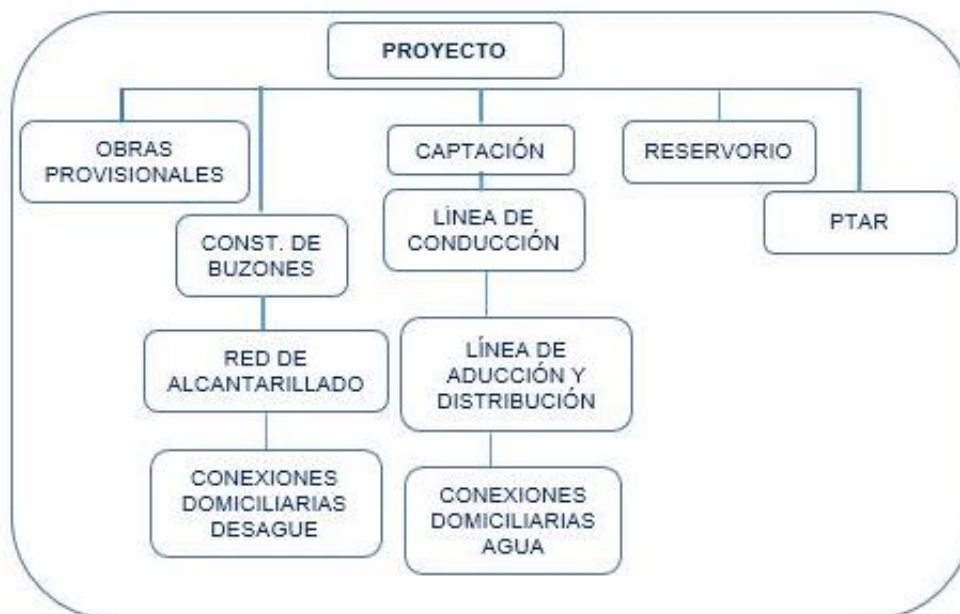 PROYECTO
OBRAS
PROVISIONALES
CAPTACIÓN
RESERVORIO
LÍNEA DE
CONDUCCIÓN
PTAR
CONST. DE
BUZONES
RED DE
ALCANTARILLADO
LÍNEA DE
ADUCCIÓN Y
DISTRIBUCIÓN
CONEXIONES
DOMICILIARIAS
DESAGUE
CONEXIONES
DOMICILIARIAS
AGUA